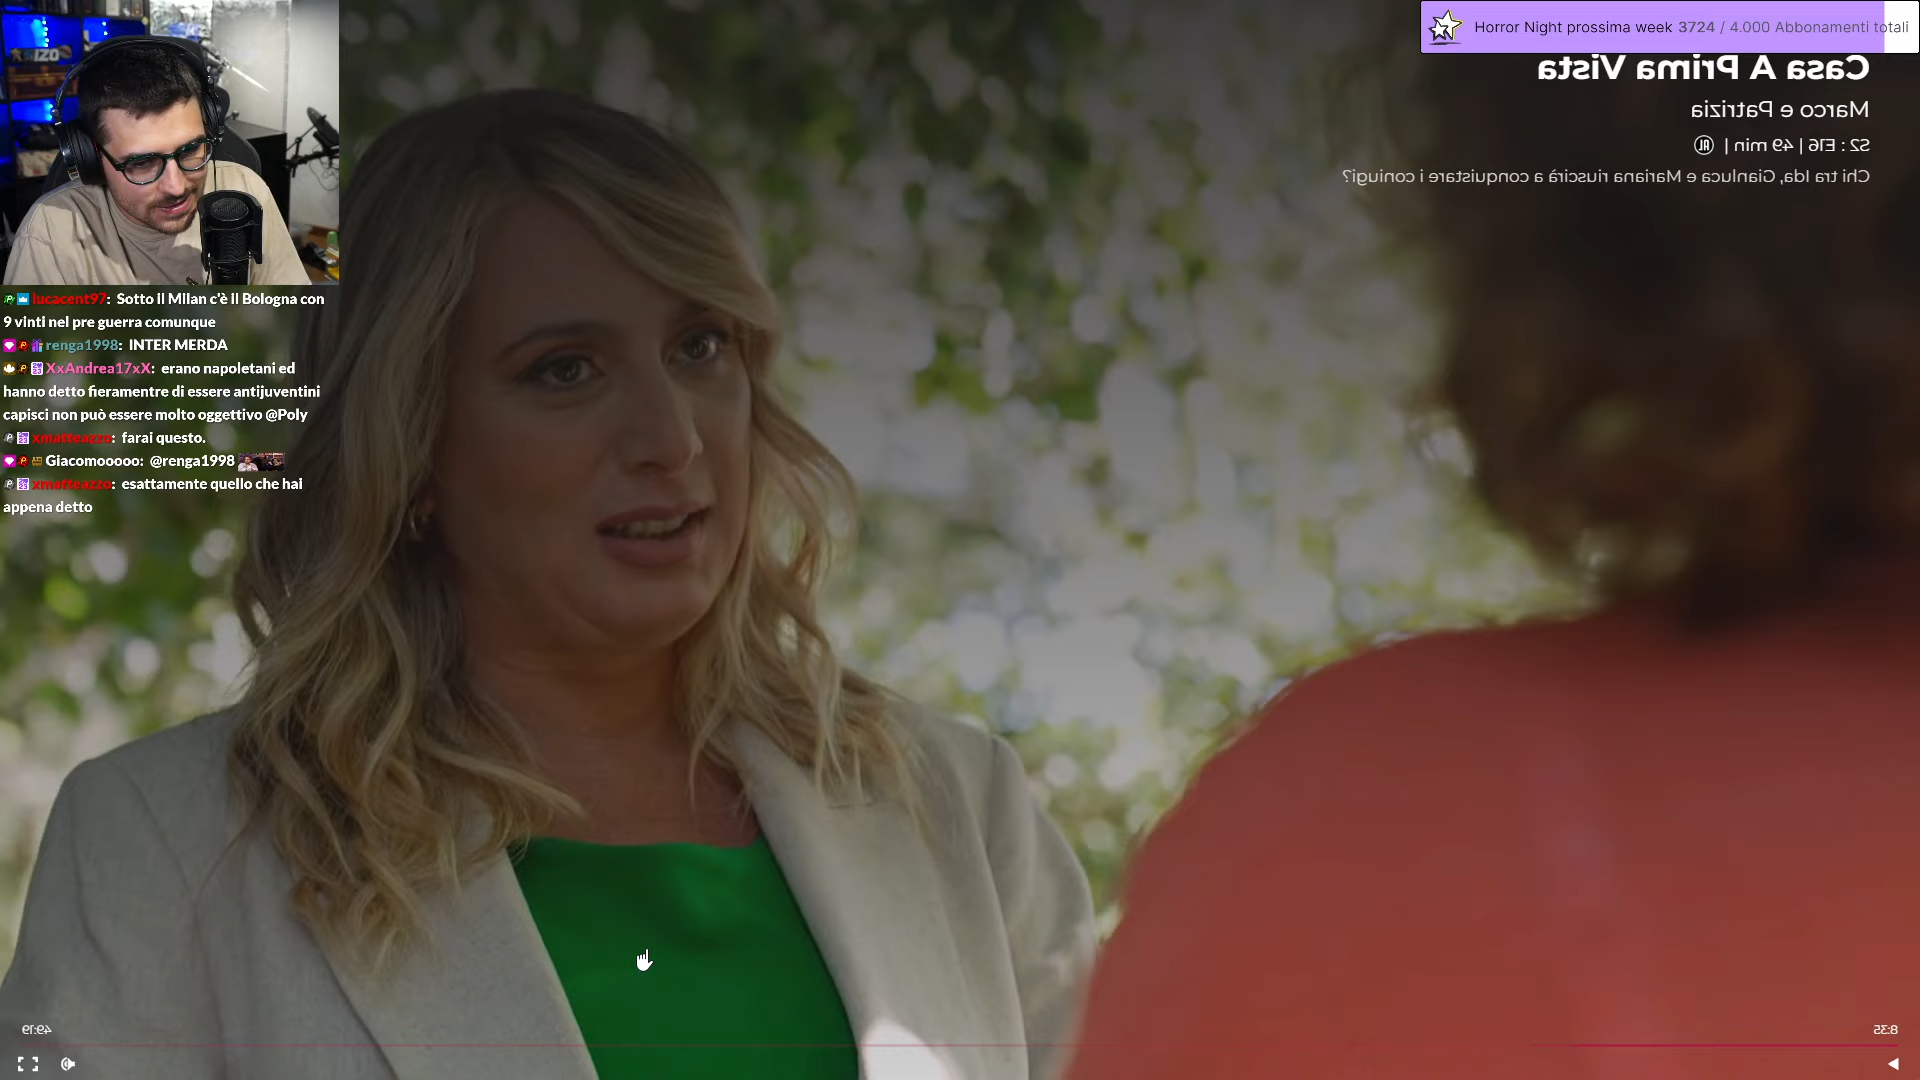 Horror Night prossima week 3724 / 4.000 Abbonamenti totali
Casa A Prima Vista
Marco e Patrizia
S2 : E16 | 49 min | AL
Chi tra Ida, Gianluca e Mariana riuscirà a conquistare i coniugi?
lucacent97: Sotto il Milan c'è il Bologna con
9 vinti nel pre guerra comunque
renga1998: INTER MERDA
XxAndrea17xX: erano napoletani ed
hanno detto fieramentre di essere antijuventini
capisci non può essere molto oggettivo @Poly
xmatteazzo: farai questo.
Giacomooooo: @renga1998
xmatteazzo: esattamente quello che hai
appena detto
49:19
8:35